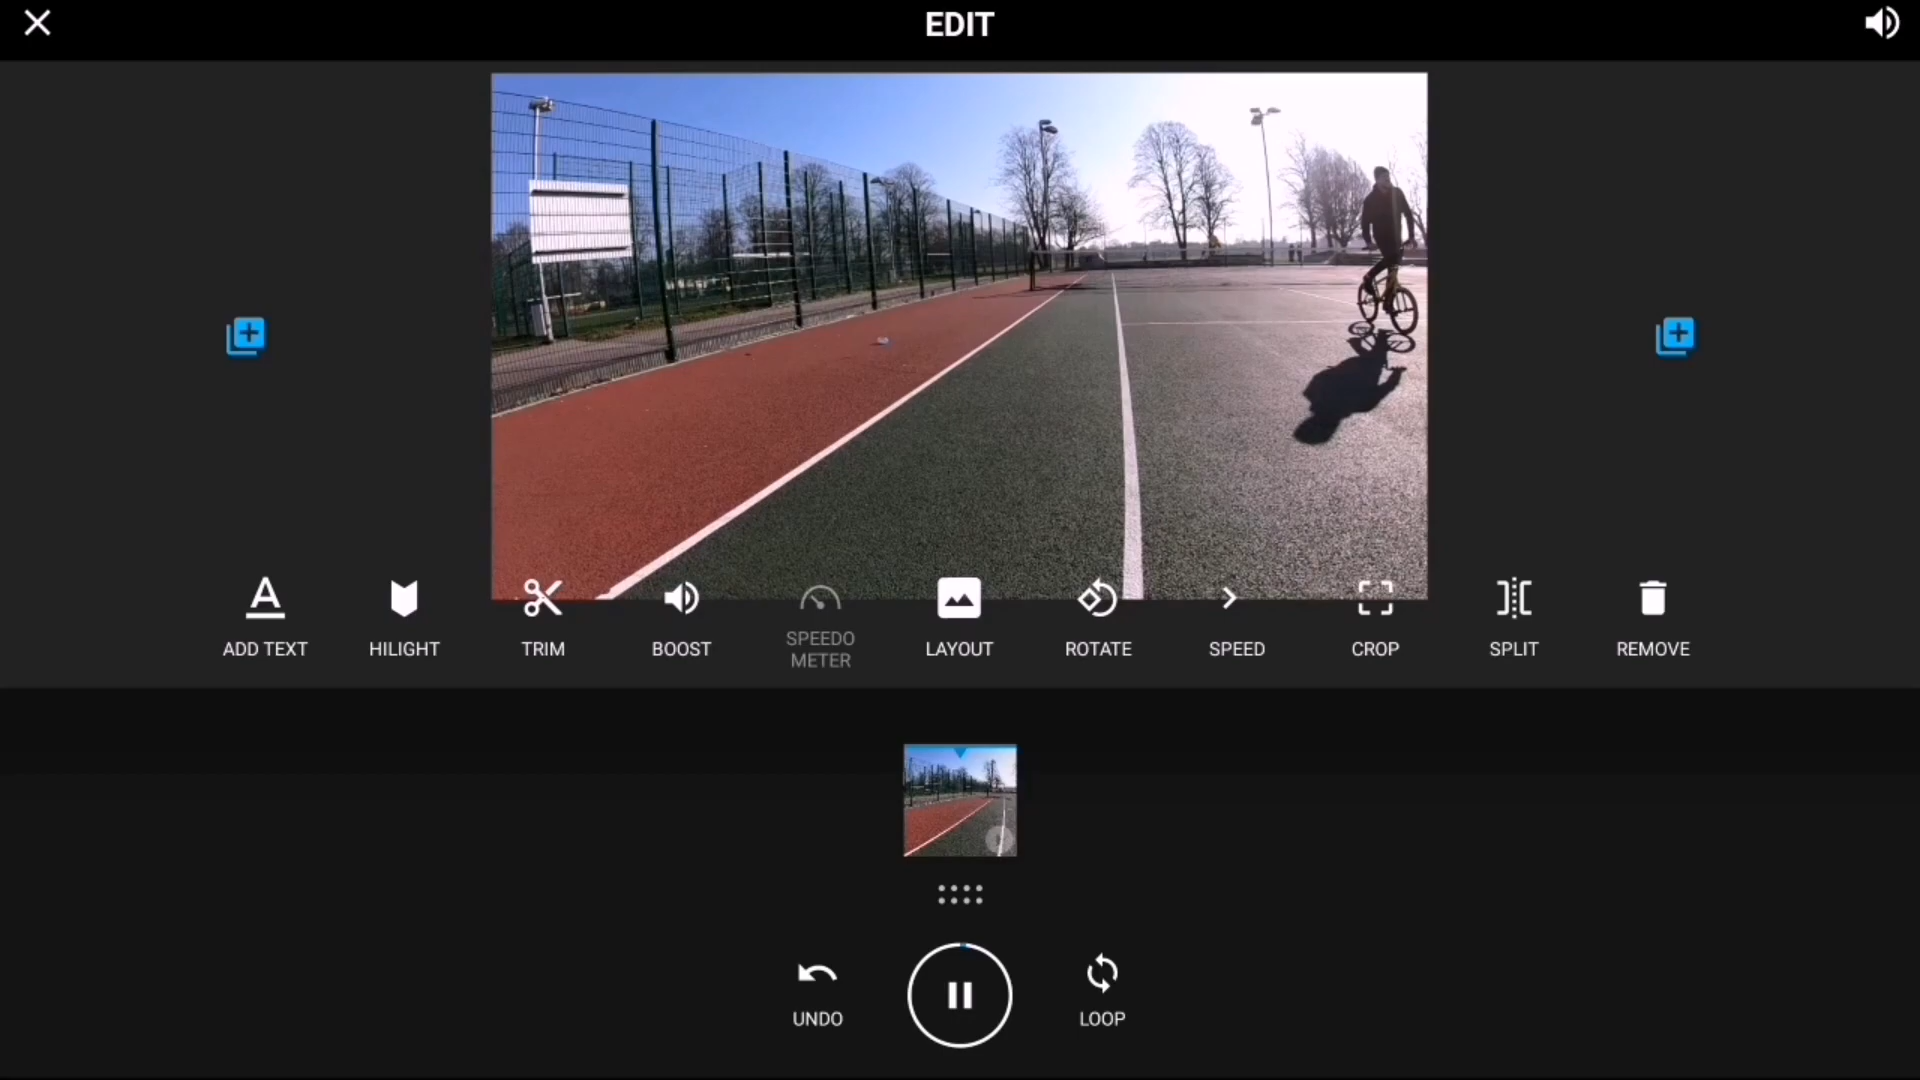 EDIT
ADD TEXT
HILIGHT
TRIM
BOOST
SPEEDO
METER
LAYOUT
ROTATE
SPEED
CROP
SPLIT
REMOVE
UNDO
LOOP